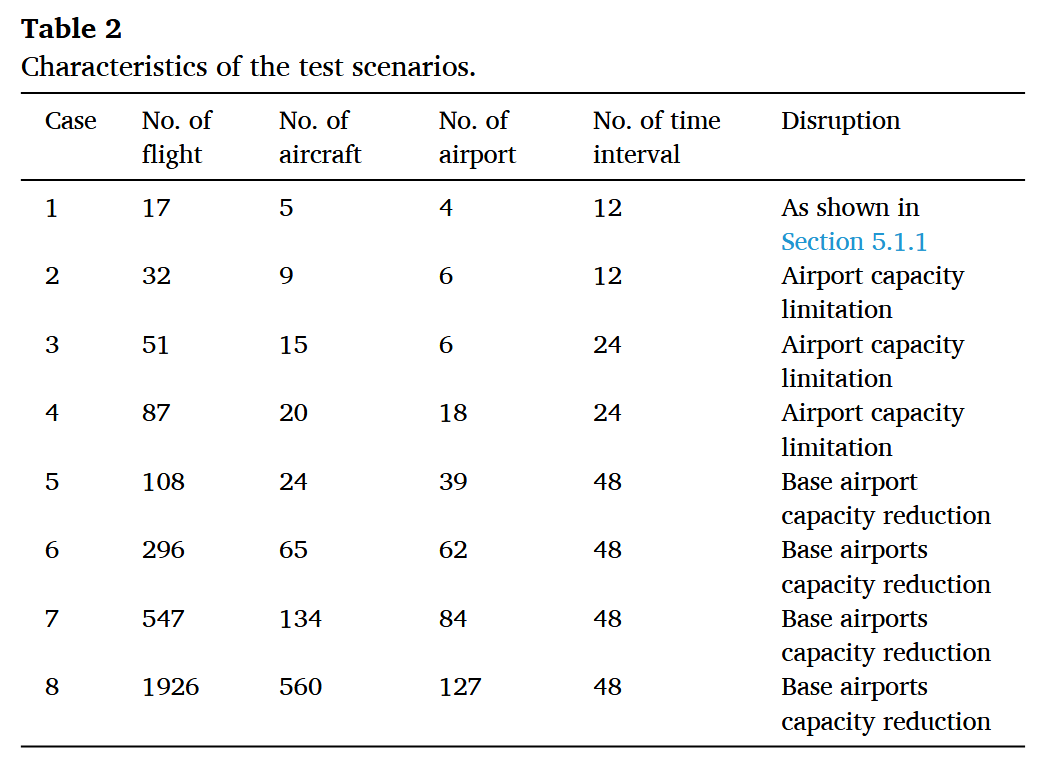 Table 2
Characteristics of the test scenarios.
Case No. of flight No. of aircraft No. of airport No. of time interval Disruption
1 17 5 4 12 As shown in
Section 5.1.1
2 32 9 6 12 Airport capacity
limitation
3 51 15 6 24 Airport capacity
limitation
4 87 20 18 24 Airport capacity
limitation
5 108 24 39 48 Base airport
capacity reduction
6 296 65 62 48 Base airports
capacity reduction
7 547 134 84 48 Base airports
capacity reduction
8 1926 560 127 48 Base airports
capacity reduction